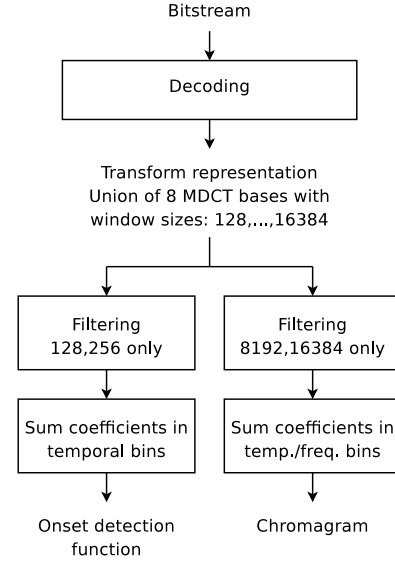 Bitstream
Decoding
Transform representation
Union of 8 MDCT bases with
window sizes: 128,...,16384
Filtering
128,256 only
Filtering
8192,16384 only
Sum coefficients in
temporal bins
Sum coefficients in
temp./freq. bins
Onset detection
function
Chromagram